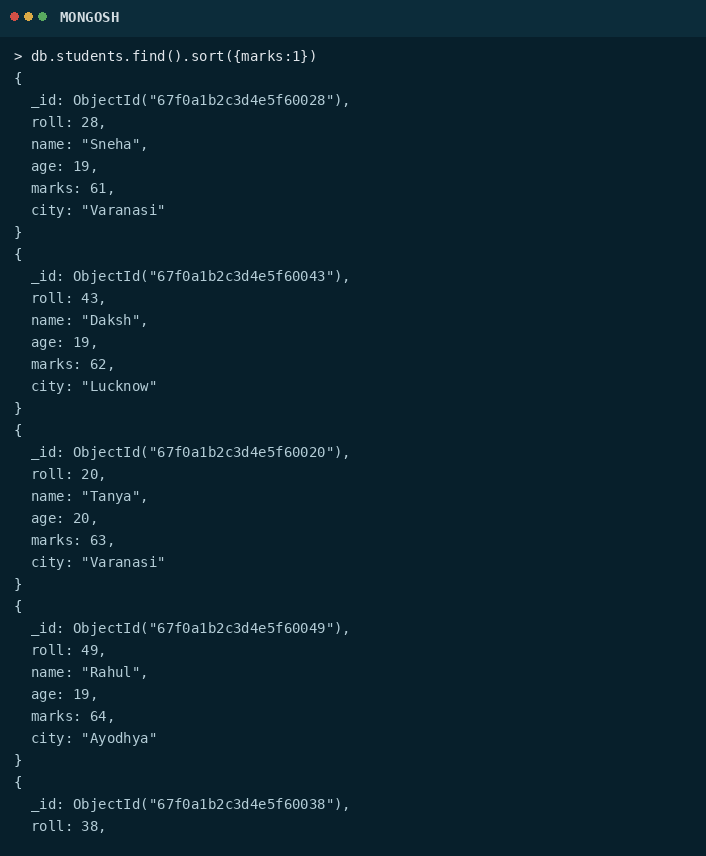 MONGOSH
> db.students.find().sort({marks:1})
{
  _id: ObjectId("67f0a1b2c3d4e5f60028"),
  roll: 28,
  name: "Sneha",
  age: 19,
  marks: 61,
  city: "Varanasi"
}
{
  _id: ObjectId("67f0a1b2c3d4e5f60043"),
  roll: 43,
  name: "Daksh",
  age: 19,
  marks: 62,
  city: "Lucknow"
}
{
  _id: ObjectId("67f0a1b2c3d4e5f60020"),
  roll: 20,
  name: "Tanya",
  age: 20,
  marks: 63,
  city: "Varanasi"
}
{
  _id: ObjectId("67f0a1b2c3d4e5f60049"),
  roll: 49,
  name: "Rahul",
  age: 19,
  marks: 64,
  city: "Ayodhya"
}
{
  _id: ObjectId("67f0a1b2c3d4e5f60038"),
  roll: 38,